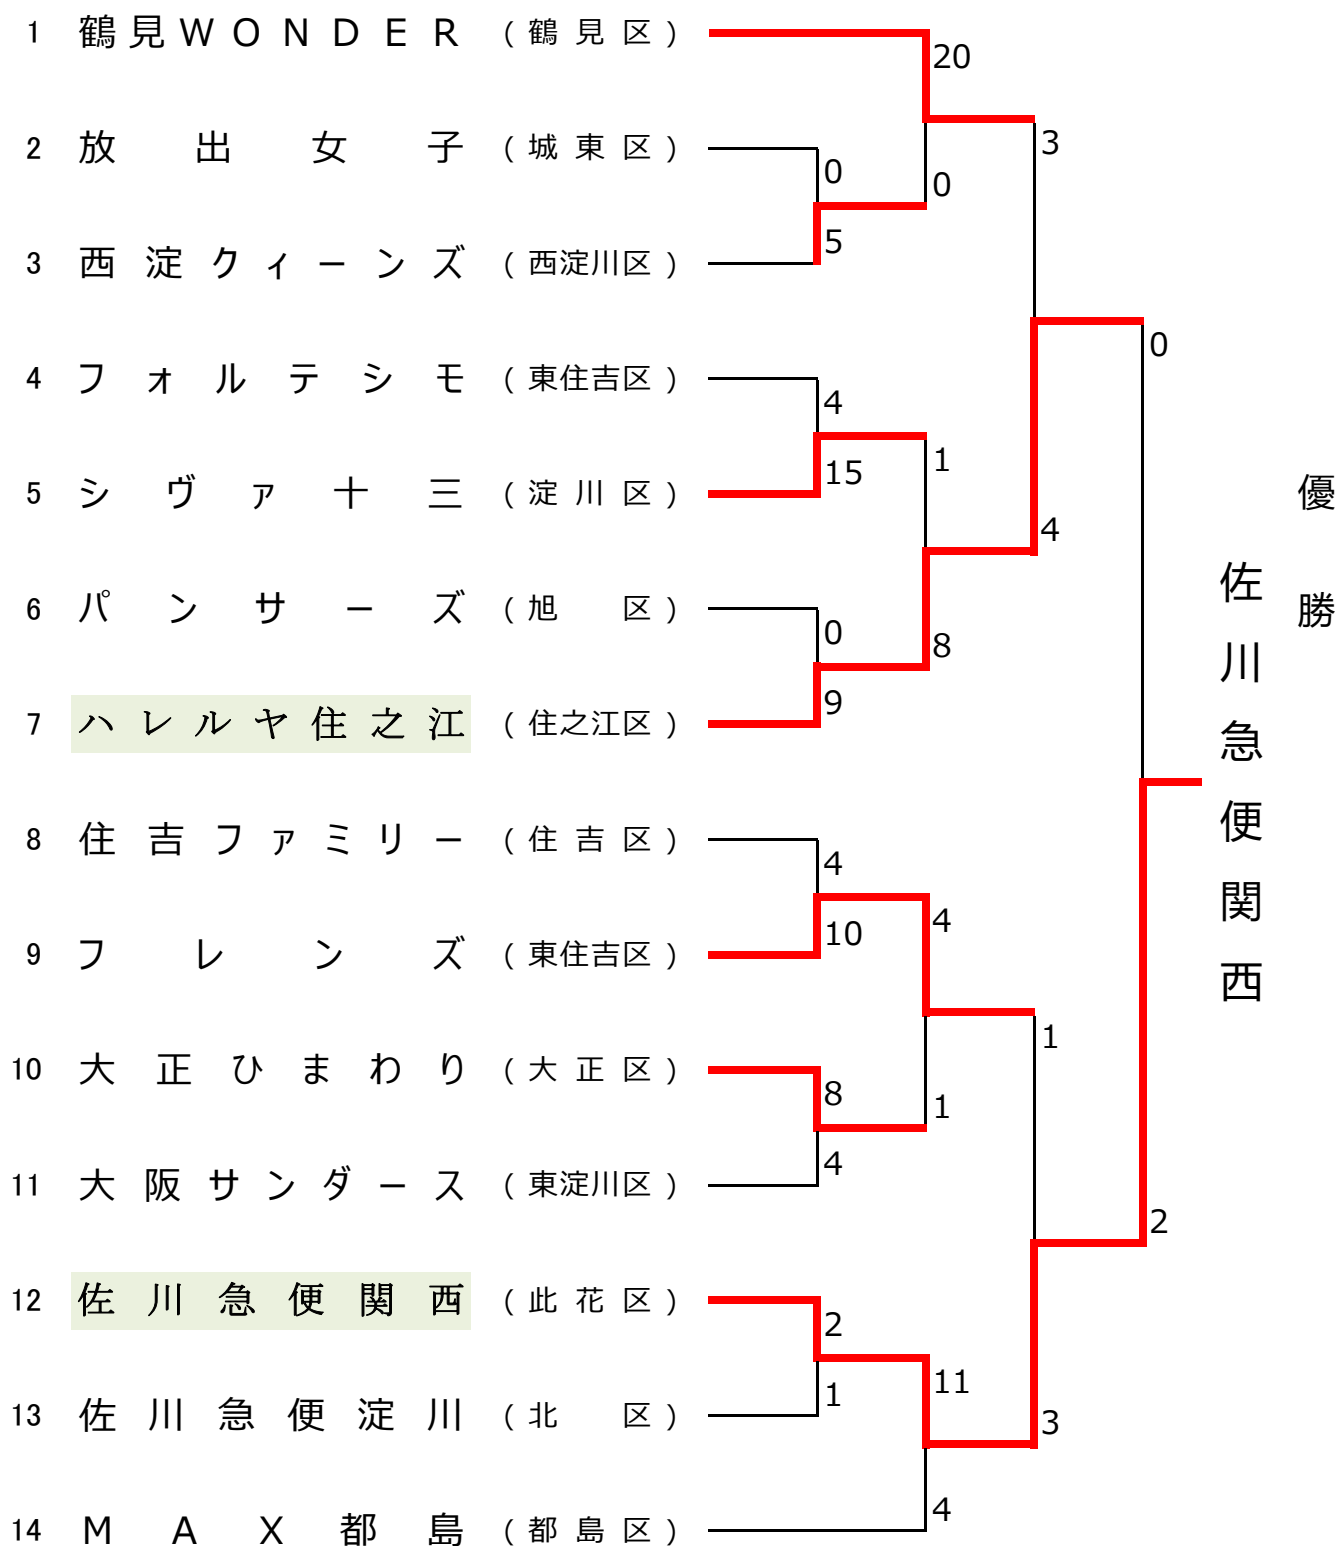 1 鶴見WONDER (鶴見区)
20
2 放出女子 (城東区)
3
0
0
5
3 西淀クィーンズ (西淀川区)
0
4 フォルテシモ (東住吉区)
4
1
15
5 シヴァ十三 (淀川区)
4
6 パンサーズ (旭区)
0
8
9
7 ハレルヤ住之江 (住之江区)
優勝
佐川急便関西
8 住吉ファミリー (住吉区)
4
4
10
9 フレンズ (東住吉区)
1
10 大正ひまわり (大正区)
8
1
4
11 大阪サンダース (東淀川区)
2
12 佐川急便関西 (此花区)
2
11
1
13 佐川急便淀川 (北区)
3
4
14 MAX都島 (都島区)